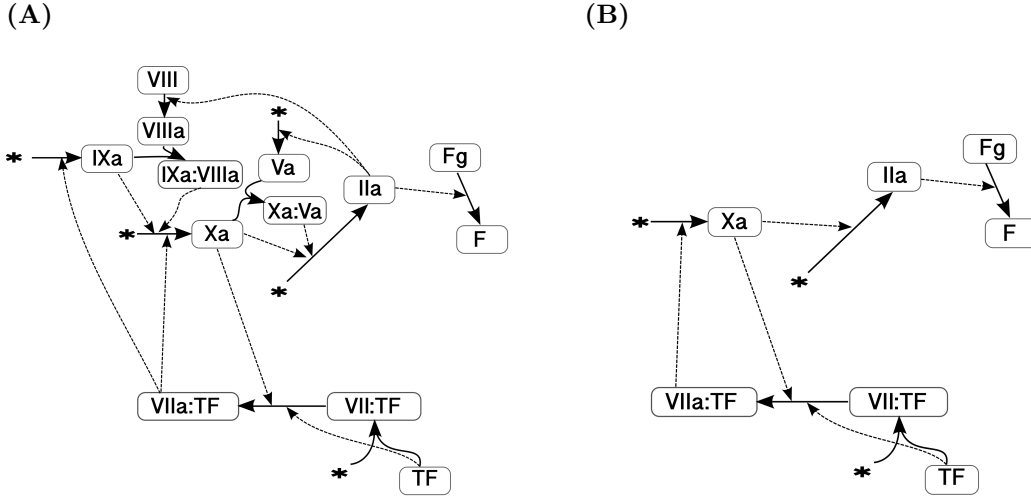 (A)
VIII
*
VIIIa
* IXa
IXa:VIIIa
Va
Fg
IIa
Xa:Va
* Xa
F
*
VIIa:TF
VII:TF
*
TF
(B)
Fg
IIa
* Xa
F
*
VIIa:TF
VII:TF
*
TF